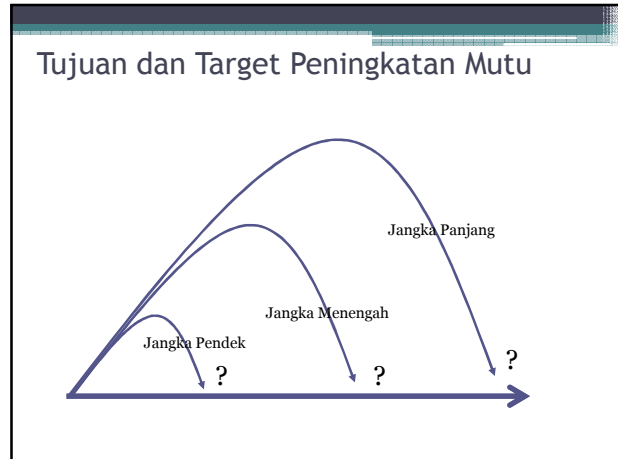 Tujuan dan Target Peningkatan Mutu
Jangka Panjang
Jangka Menengah
Jangka Pendek
?
?
?